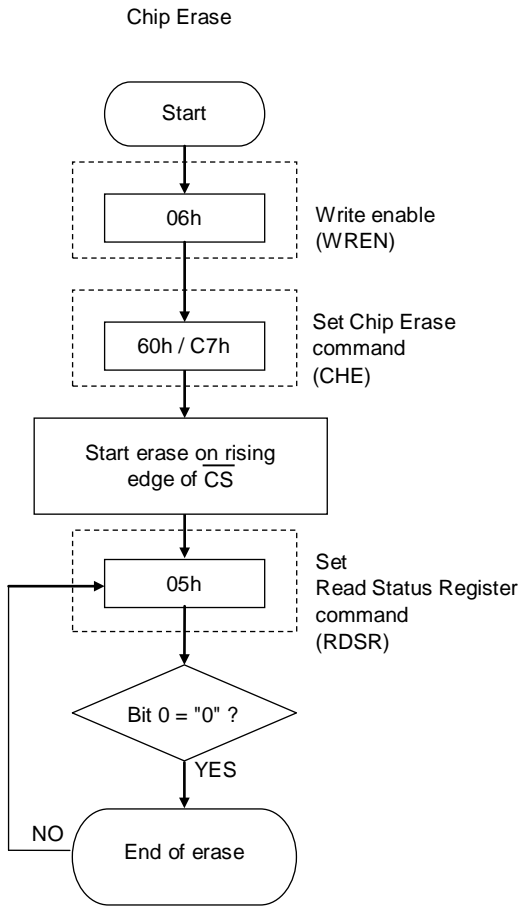 Chip Erase
Start
06h
Write enable
(WREN)
60h / C7h
Set Chip Erase
command
(CHE)
Start erase on rising
edge of C̅S̅
05h
Set
Read Status Register
command
(RDSR)
Bit 0 = "0" ?
YES
NO
End of erase